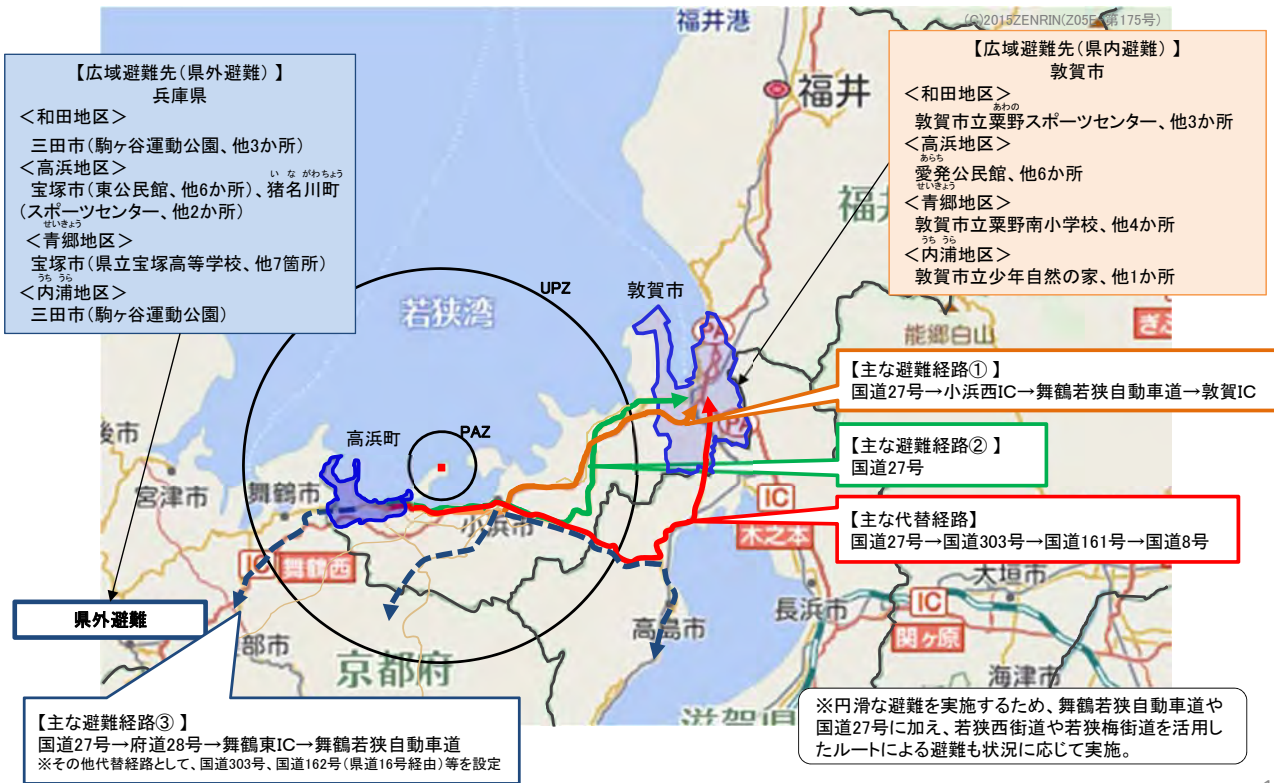 (C)2015ZENRIN(Z05E-第175号)
【広域避難先(県外避難) 】
兵庫県
<和田地区>
三田市(駒ヶ谷運動公園、他3か所)
<高浜地区>
いながわちょう
宝塚市(東公民館、他6か所)、猪名川町
(スポーツセンター、他2か所)
せいきょう
<青郷地区>
宝塚市(県立宝塚高等学校、他7箇所)
うちうら
<内浦地区>
三田市(駒ヶ谷運動公園)
【広域避難先(県内避難) 】
敦賀市
<和田地区>
あわの
敦賀市立粟野スポーツセンター、他3か所
<高浜地区>
あらち
愛発公民館、他6か所
せいきょう
<青郷地区>
敦賀市立粟野南小学校、他4か所
うちうら
<内浦地区>
敦賀市立少年自然の家、他1か所
福井港
福井
福井
UPZ
若狭湾
敦賀市
PA
能郷白山
ぎふ
【主な避難経路① 】
国道27号→小浜西IC→舞鶴若狭自動車道→敦賀IC
高浜町
PAZ
PA
【主な避難経路② 】
国道27号
後市
宮津市
舞鶴市
小浜市
IC
木之本
【主な代替経路】
国道27号→国道303号→国道161号→国道8号
IC 舞鶴西
大垣市
長浜市
IC
関ヶ原
県外避難
部市
高島市
京都府
海津市
滋賀県
【主な避難経路③ 】
国道27号→府道28号→舞鶴東IC→舞鶴若狭自動車道
※その他代替経路として、国道303号、国道162号(県道16号経由)等を設定
※円滑な避難を実施するため、舞鶴若狭自動車道や
国道27号に加え、若狭西街道や若狭梅街道を活用し
たルートによる避難も状況に応じて実施。